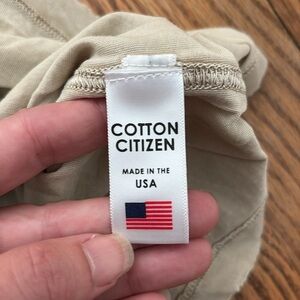 COTTON
CITIZEN
MADE IN THE
USA